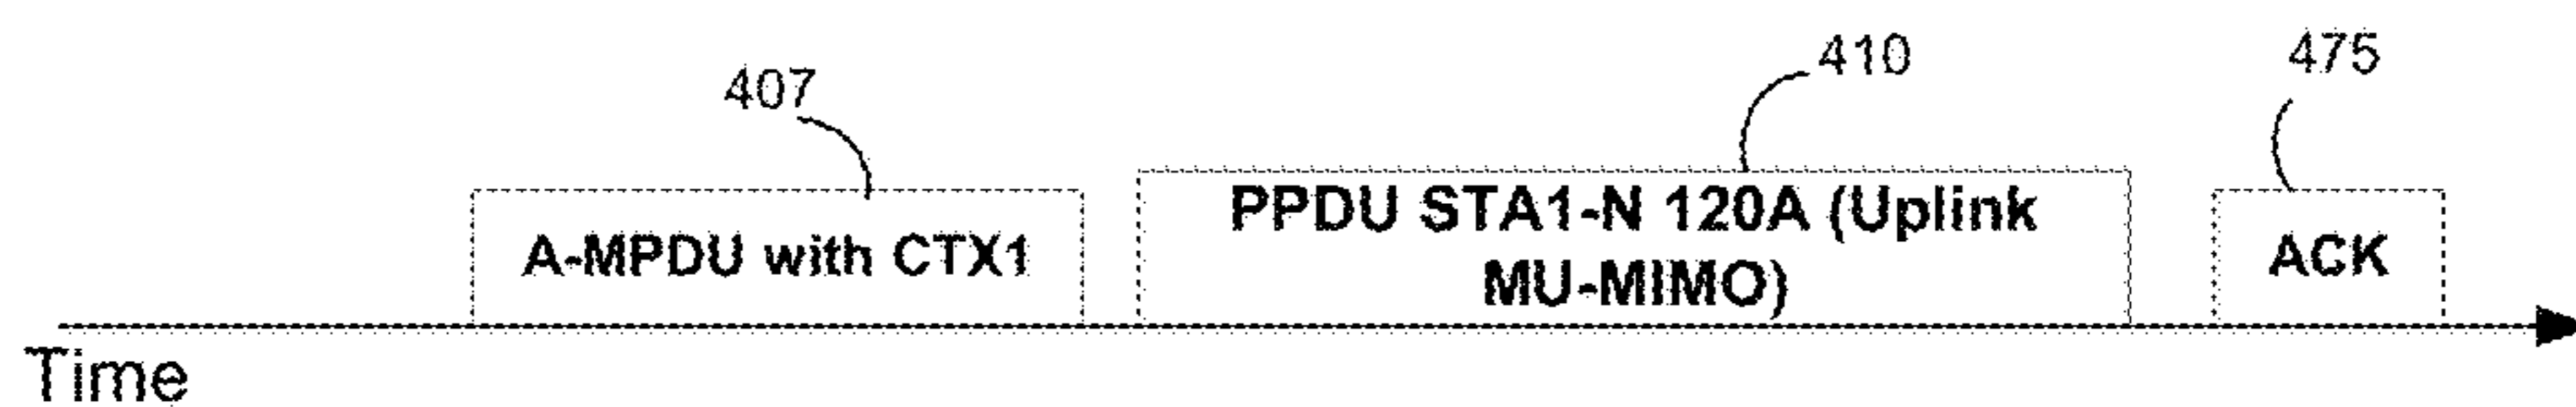 407
410
475
A-MPDU with CTX1
PPDU STA1-N 120A (Uplink
MU-MIMO)
ACK
Time